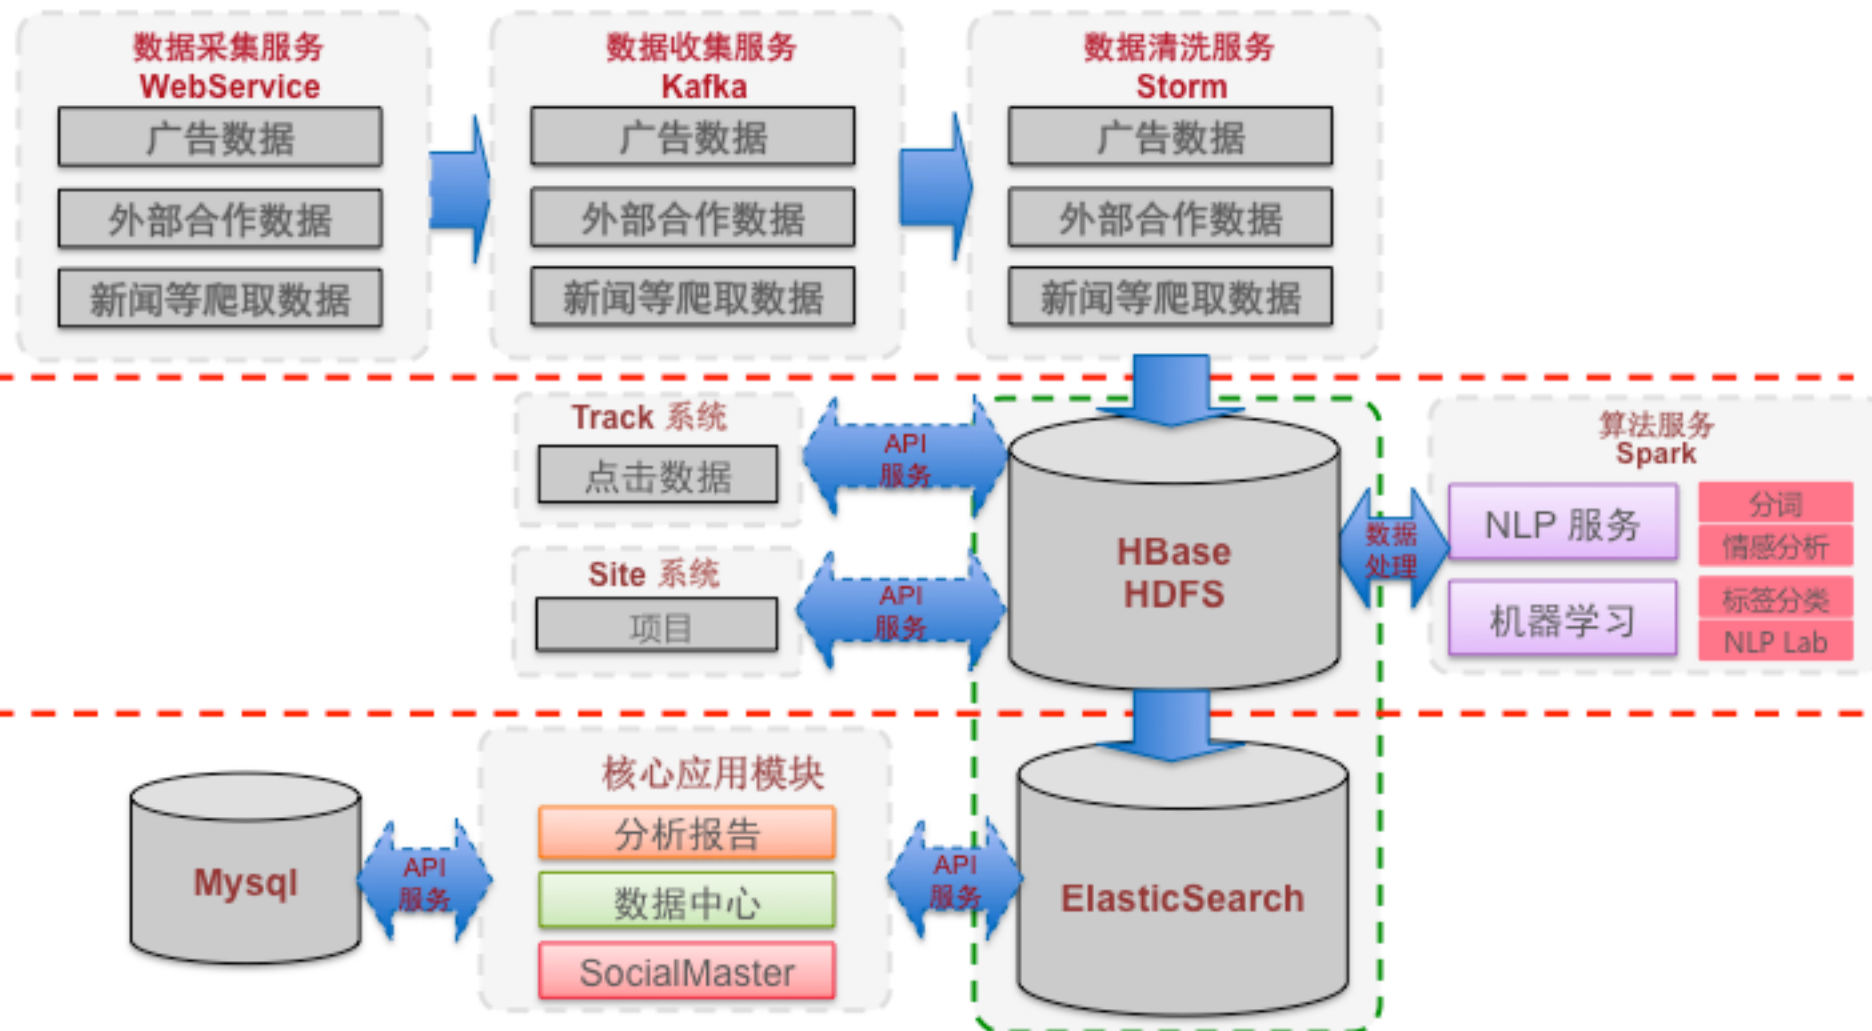 数据采集服务
WebService
广告数据
外部合作数据
新闻等爬取数据
数据收集服务
Kafka
广告数据
外部合作数据
新闻等爬取数据
数据清洗服务
Storm
广告数据
外部合作数据
新闻等爬取数据
Track 系统
点击数据
API
服务
Site 系统
项目
API
服务
HBase
HDFS
数据
处理
算法服务
Spark
NLP 服务
机器学习
分词
情感分析
标签分类
NLP Lab
Mysql
API
服务
核心应用模块
分析报告
数据中心
SocialMaster
API
服务
ElasticSearch